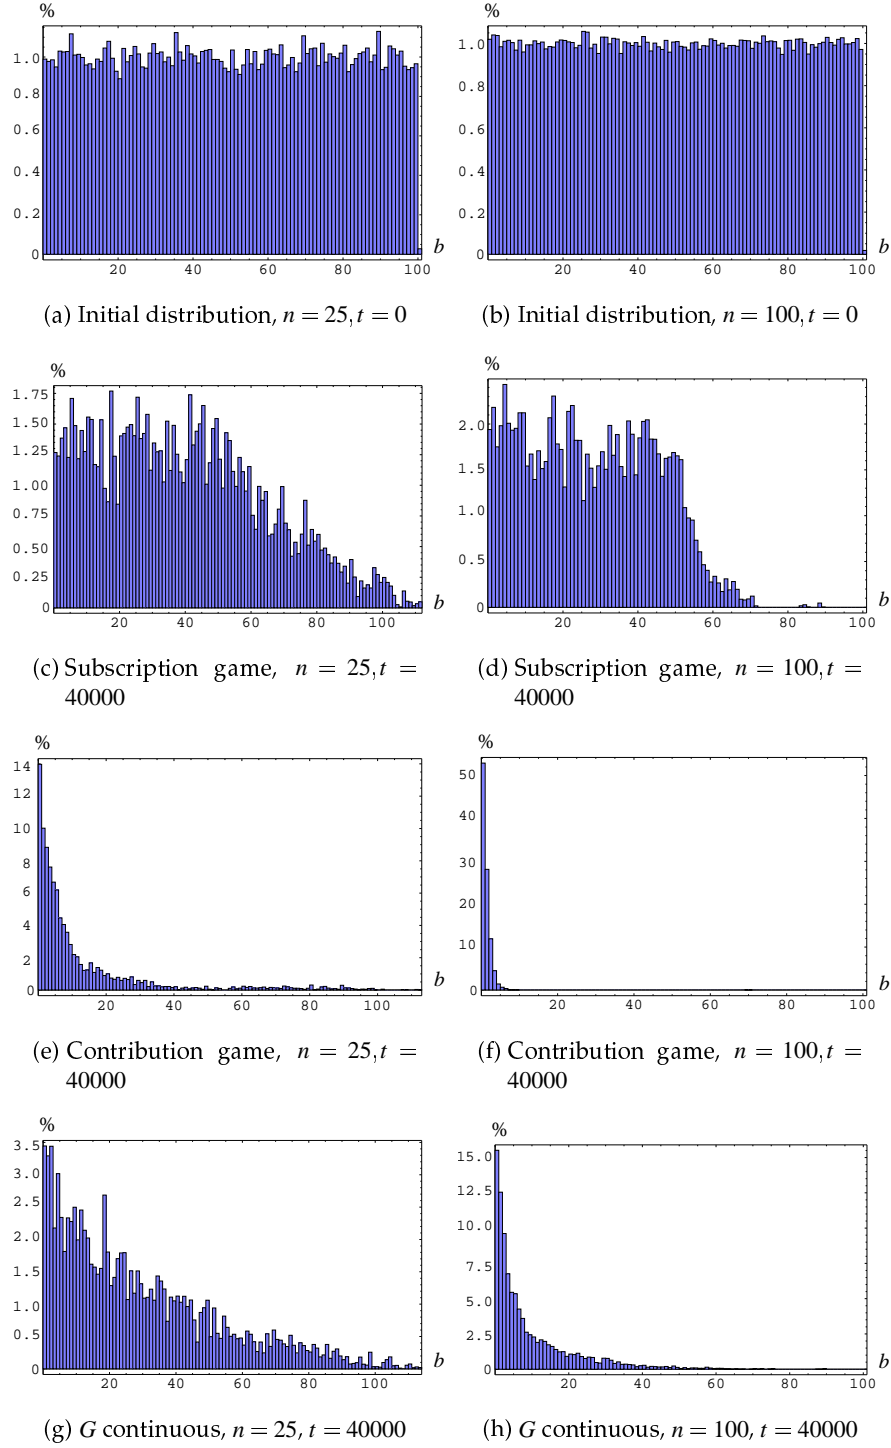 %
%
1.0
0.8
0.6
0.4
0.2
0
20 40 60 80 100
b
1.0
0.8
0.6
0.4
0.2
0
20 40 60 80 100
b
(a) Initial distribution, n = 25, t = 0
(b) Initial distribution, n = 100, t = 0
%
1.75
1.50
1.25
1.00
0.75
0.50
0.25
0
20 40 60 80 100
b
%
2.0
1.5
1.0
0.5
0
20 40 60 80 100
b
(c) Subscription game, n = 25, t =
40000
(d) Subscription game, n = 100, t =
40000
%
14
12
10
8
6
4
2
0
20 40 60 80 100
b
%
50
40
30
20
10
0
20 40 60 80 100
b
(e) Contribution game, n = 25, t =
40000
(f) Contribution game, n = 100, t =
40000
%
3.5
3.0
2.5
2.0
1.5
1.0
0.5
0
20 40 60 80 100
b
%
15.0
12.5
10.0
7.5
5.0
2.5
0
20 40 60 80 100
b
(g) G continuous, n = 25, t = 40000
(h) G continuous, n = 100, t = 40000